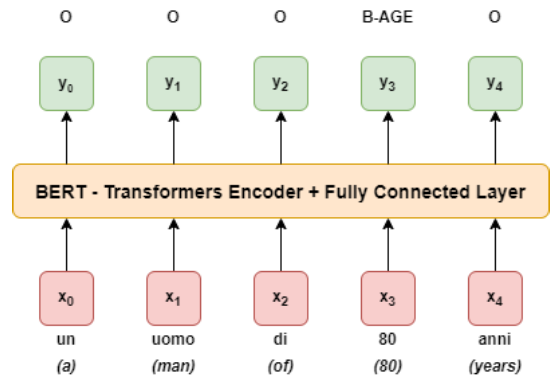 O O O B-AGE O
y0 y1 y2 y3 y4
BERT - Transformers Encoder + Fully Connected Layer
x0 x1 x2 x3 x4
un uomo di 80 anni
(a) (man) (of) (80) (years)